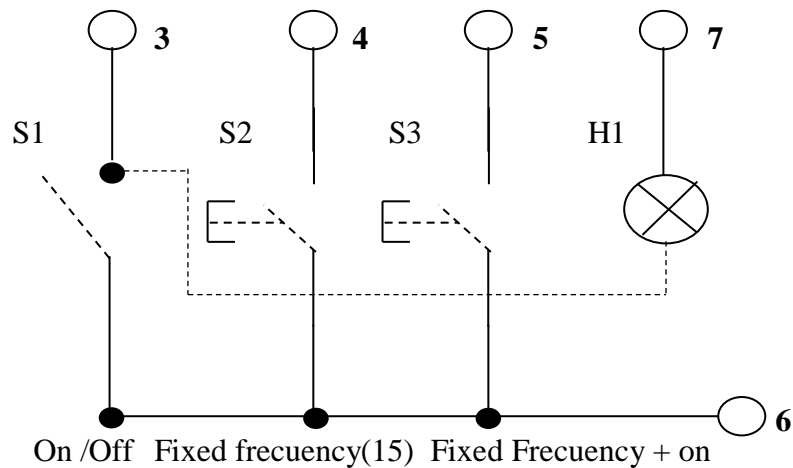 3 4 5 7
S1 S2 S3 H1
6
On /Off Fixed frecuency(15) Fixed Frecuency + on